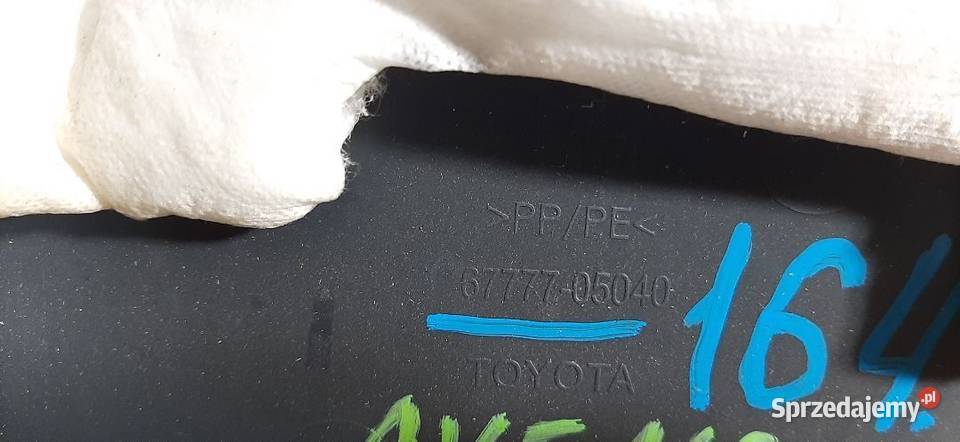 >PP/PE<
67777-05040
164
TOYOTA
Sprzedajemy.pl